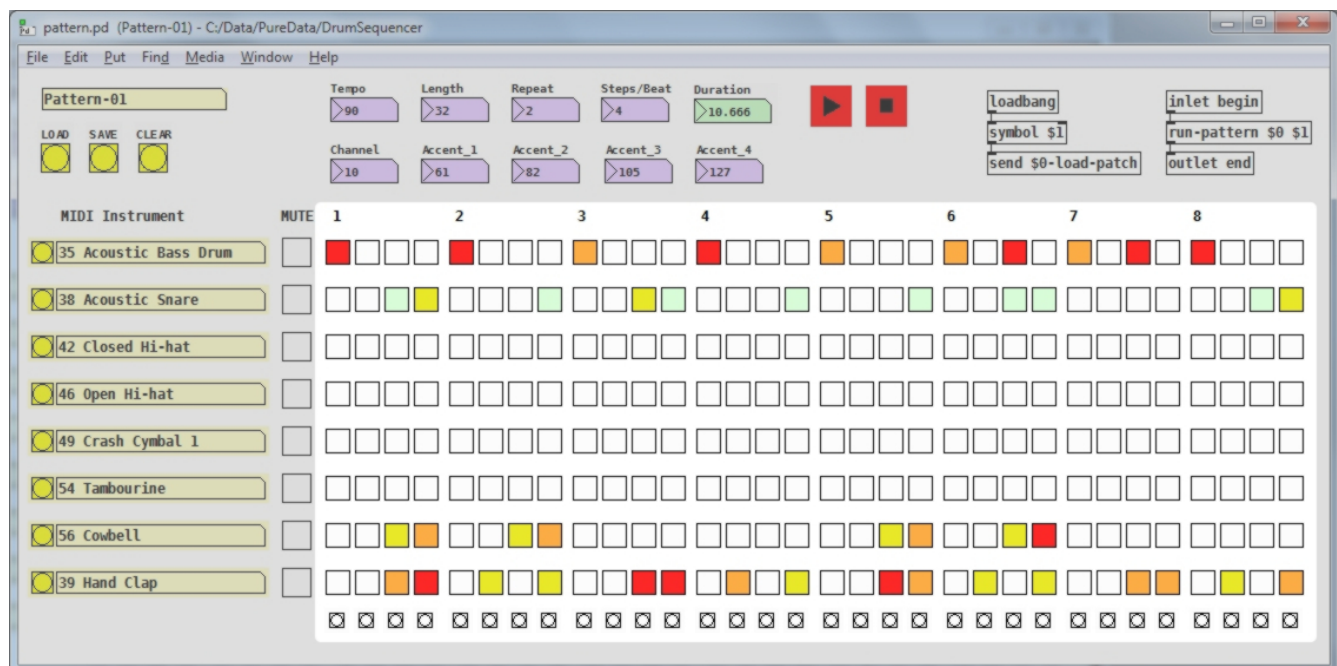 pattern.pd (Pattern-01) - C:/Data/PureData/DrumSequencer
File Edit Put Find Media Window Help
Pattern-01
LOAD SAVE CLEAR
Tempo Length Repeat Steps/Beat Duration
90 32 2 4 10.666
Channel Accent_1 Accent_2 Accent_3 Accent_4
10 61 82 105 127
loadbang
symbol $1
send $0-load-patch
inlet begin
run-pattern $0 $1
outlet end
MIDI Instrument MUTE 1 2 3 4 5 6 7 8
35 Acoustic Bass Drum
38 Acoustic Snare
42 Closed Hi-hat
46 Open Hi-hat
49 Crash Cymbal 1
54 Tambourine
56 Cowbell
39 Hand Clap